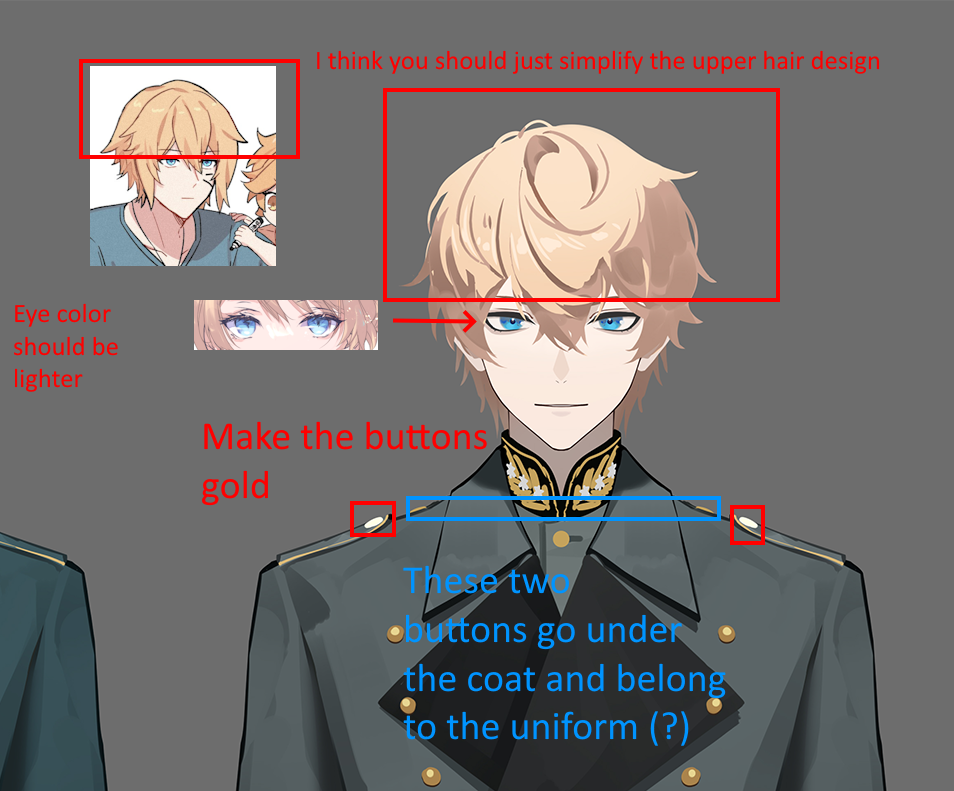 I think you should just simplify the upper hair design
Eye color
should be
lighter
Make the buttons
gold
These two
buttons go under
the coat and belong
to the uniform (?)